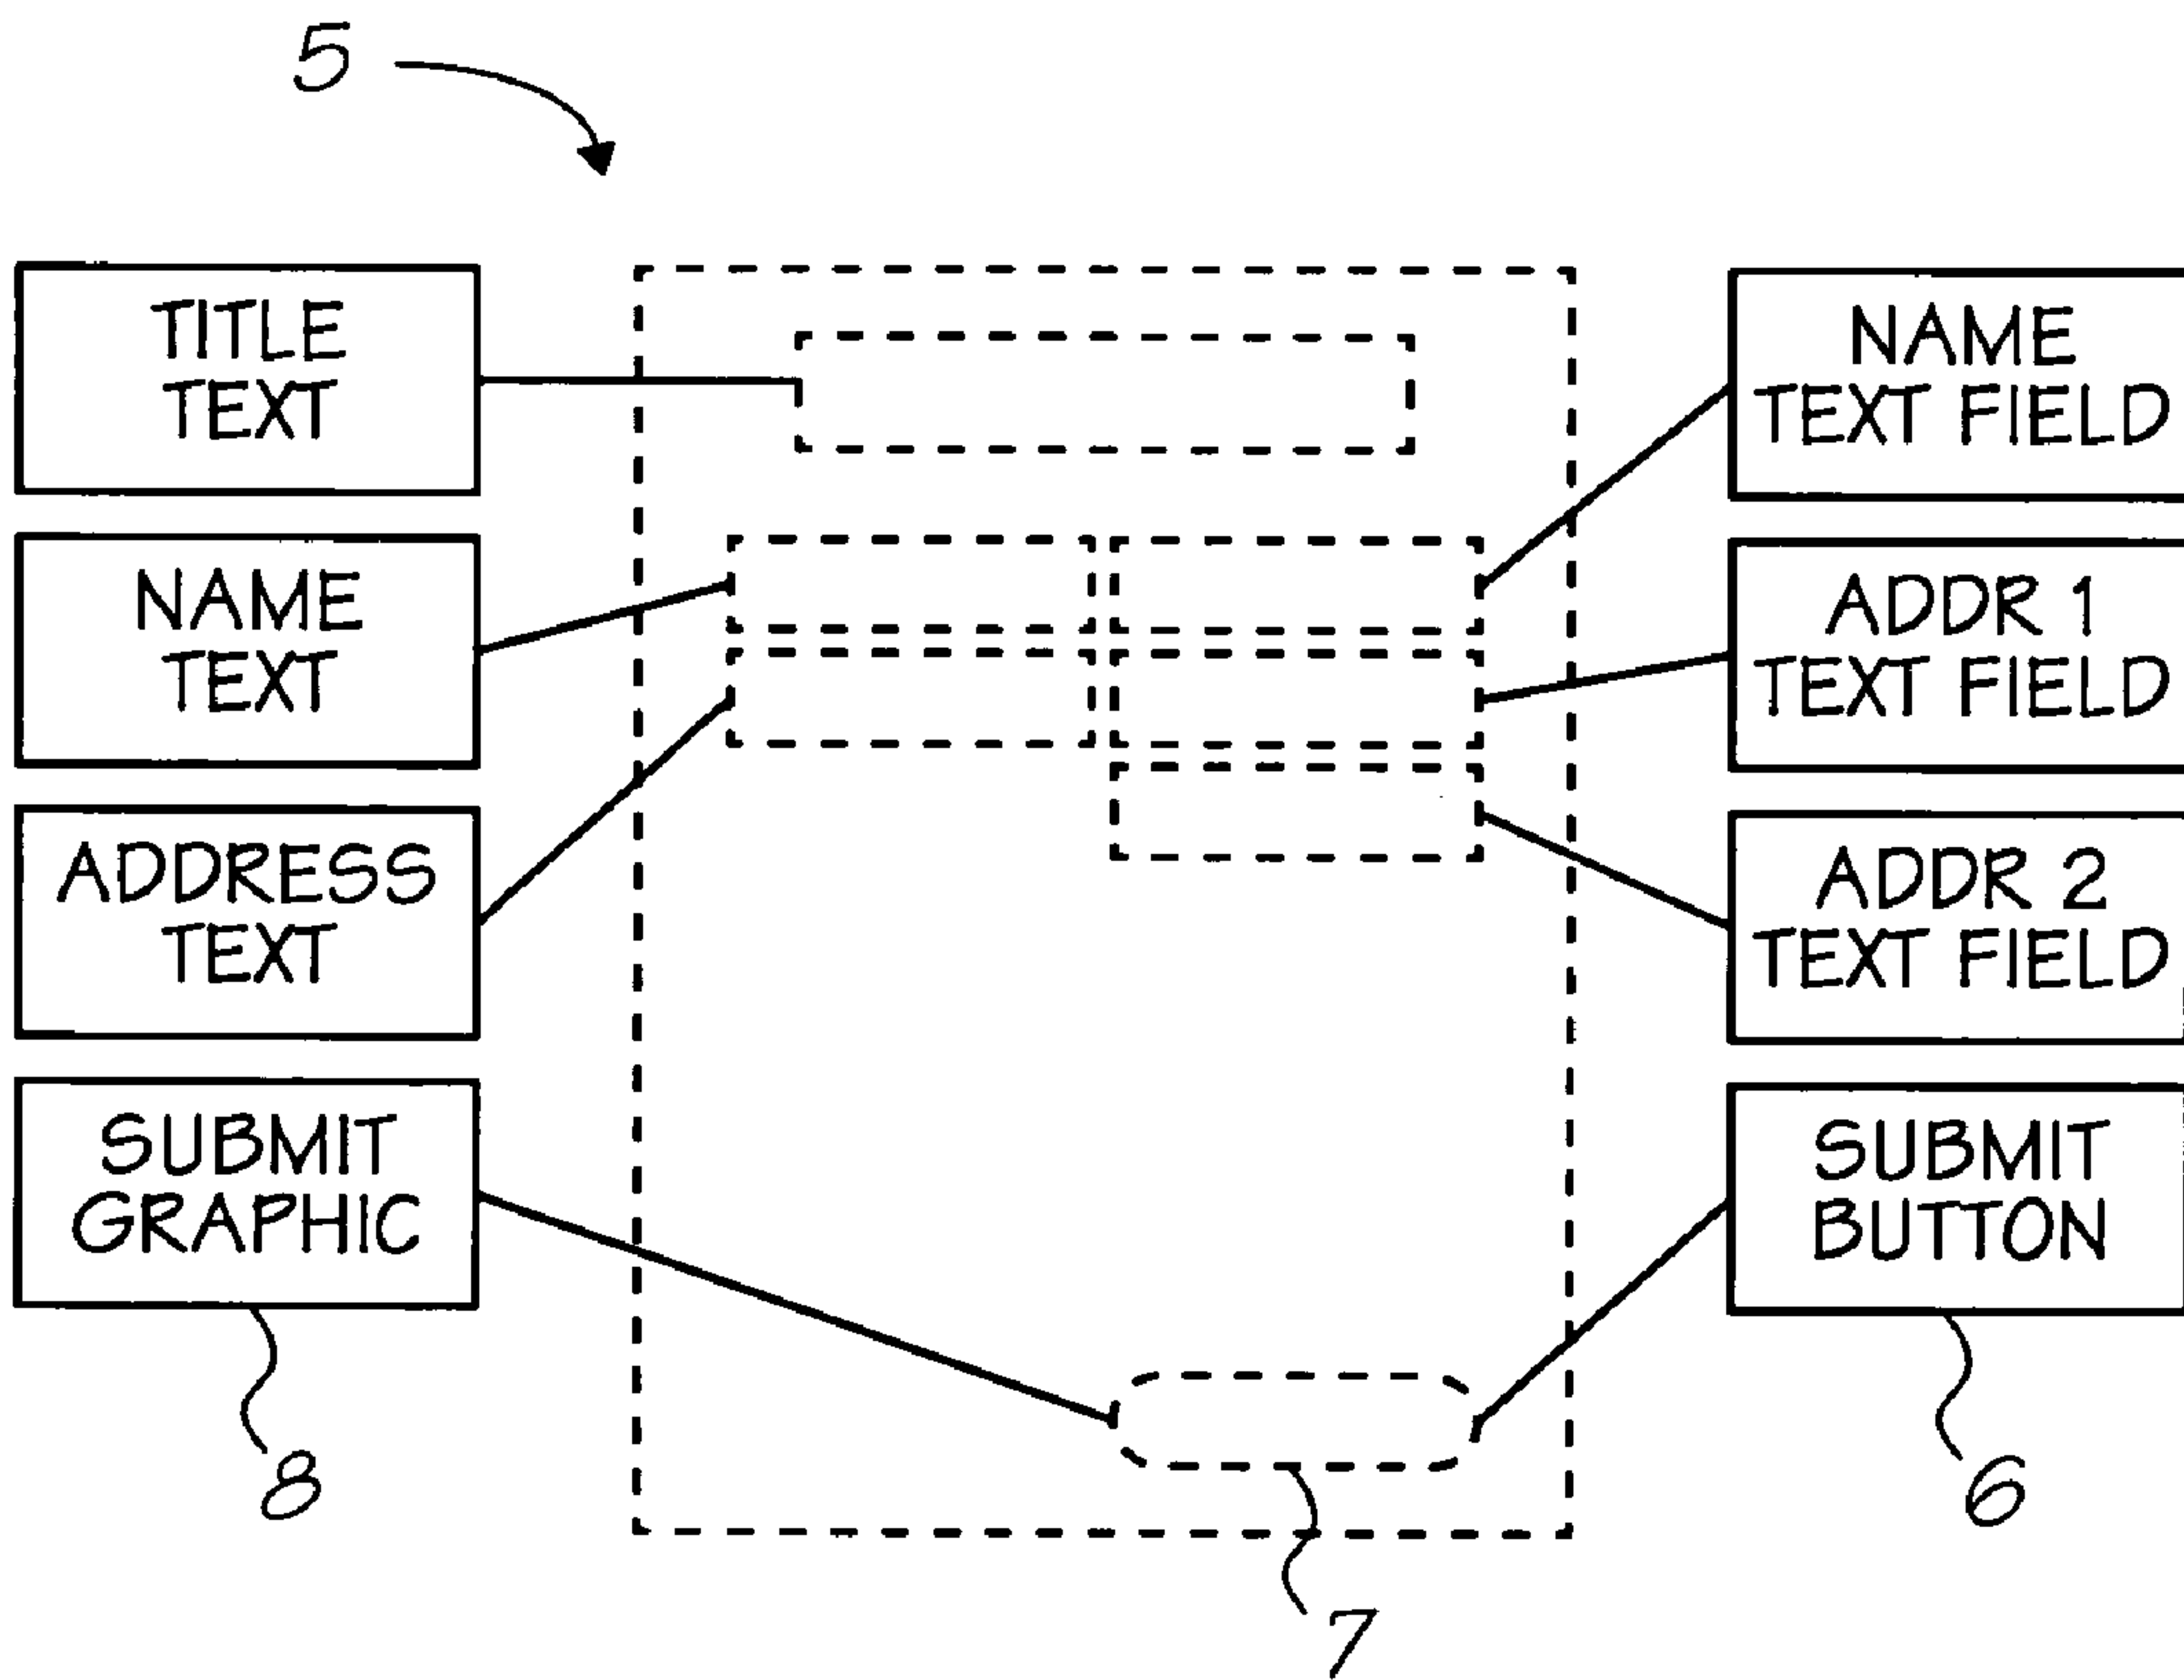 5
TITLE
TEXT
NAME
TEXT
ADDRESS
TEXT
SUBMIT
GRAPHIC
8
NAME
TEXT FIELD
ADDR 1
TEXT FIELD
ADDR 2
TEXT FIELD
SUBMIT
BUTTON
6
7